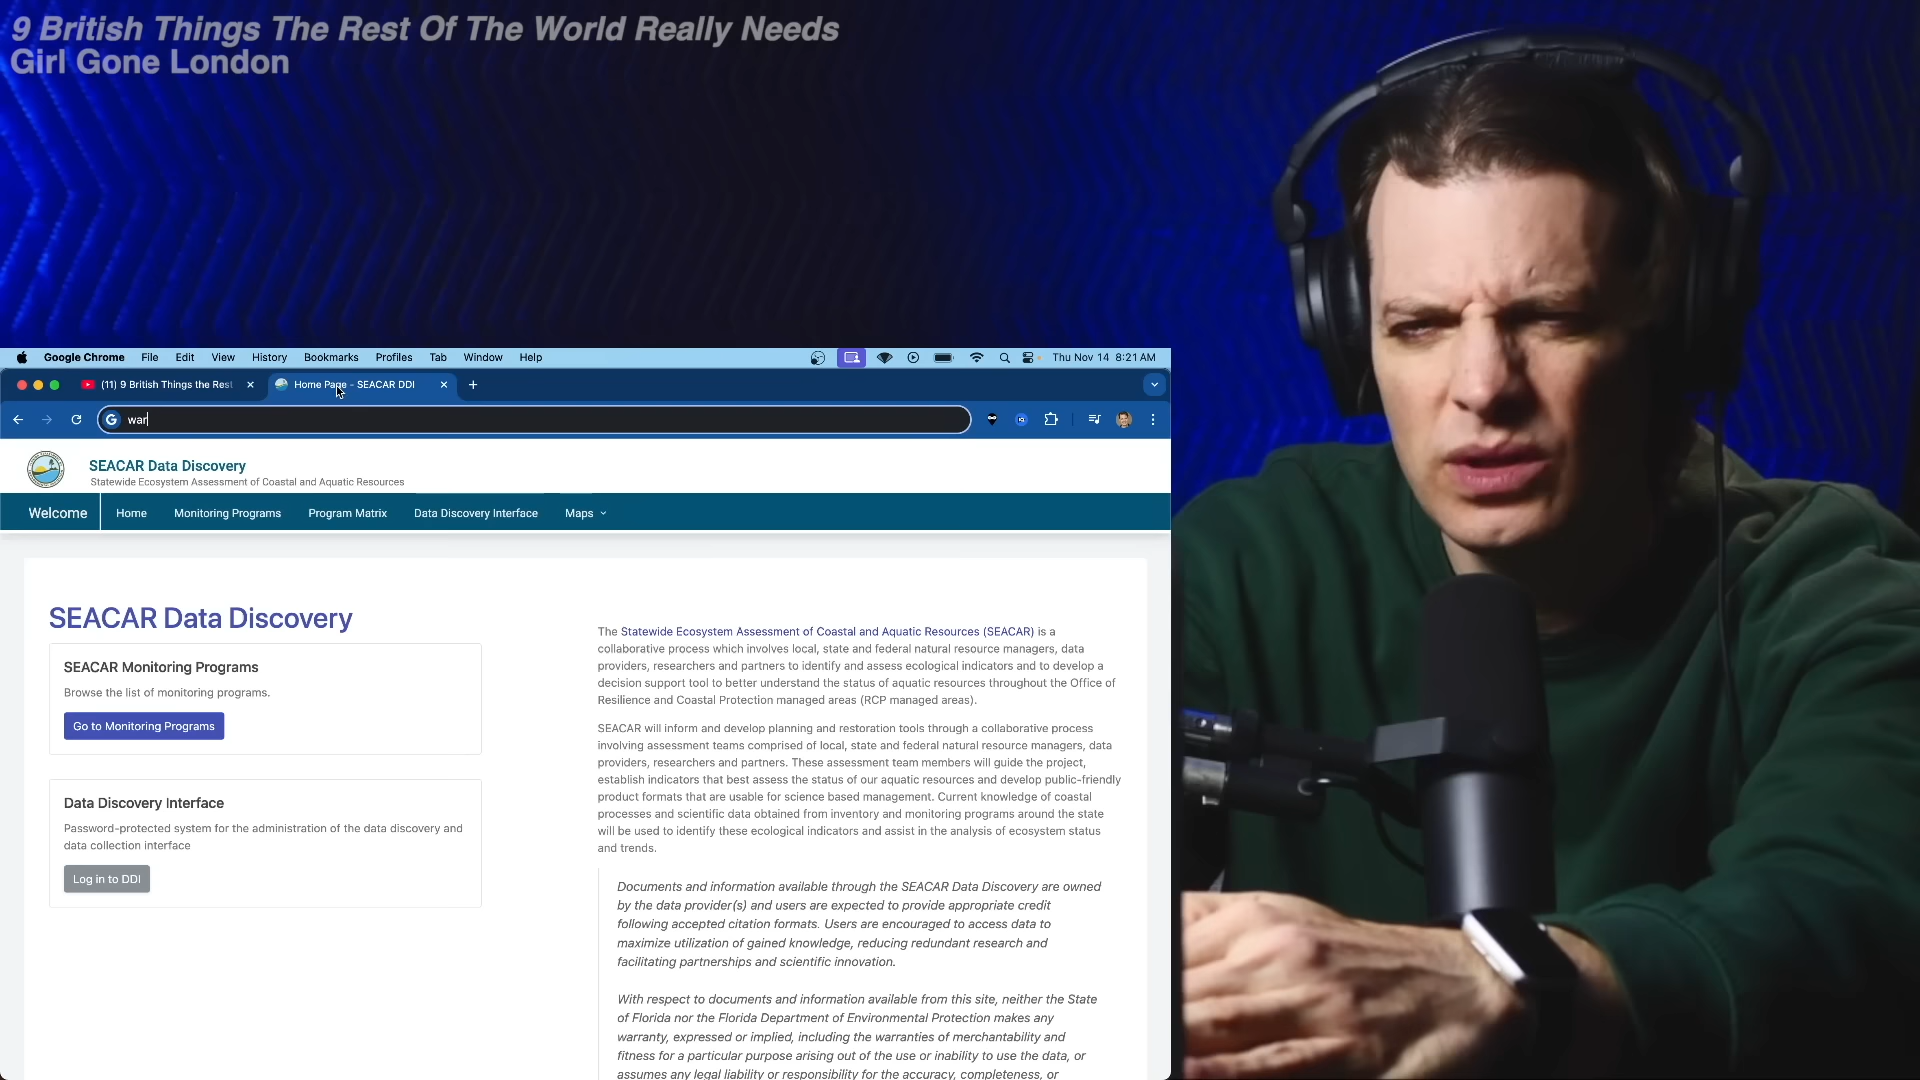 9 British Things The Rest Of The World Really Needs
Girl Gone London
Google Chrome File Edit View History Bookmarks Profiles Tab Window Help Thu Nov 14 8:21 AM
(11) 9 British Things the Rest Home Page - SEACAR DDI
war
SEACAR Data Discovery
Statewide Ecosystem Assessment of Coastal and Aquatic Resources
Welcome Home Monitoring Programs Program Matrix Data Discovery Interface Maps
SEACAR Data Discovery
SEACAR Monitoring Programs
Browse the list of monitoring programs.
Go to Monitoring Programs
Data Discovery Interface
Password-protected system for the administration of the data discovery and
data collection interface
Log in to DDI
The Statewide Ecosystem Assessment of Coastal and Aquatic Resources (SEACAR) is a
collaborative process which involves local, state and federal natural resource managers, data
providers, researchers and partners to identify and assess ecological indicators and to develop a
decision support tool to better understand the status of aquatic resources throughout the Office of
Resilience and Coastal Protection managed areas (RCP managed areas).
SEACAR will inform and develop planning and restoration tools through a collaborative process
involving assessment teams comprised of local, state and federal natural resource managers, data
providers, researchers and partners. These assessment team members will guide the project,
establish indicators that best assess the status of our aquatic resources and develop public-friendly
product formats that are usable for science based management. Current knowledge of coastal
processes and scientific data obtained from inventory and monitoring programs around the state
will be used to identify these ecological indicators and assist in the analysis of ecosystem status
and trends.
Documents and information available through the SEACAR Data Discovery are owned
by the data provider(s) and users are expected to provide appropriate credit
following accepted citation formats. Users are encouraged to access data to
maximize utilization of gained knowledge, reducing redundant research and
facilitating partnerships and scientific innovation.
With respect to documents and information available from this site, neither the State
of Florida nor the Florida Department of Environmental Protection makes any
warranty, expressed or implied, including the warranties of merchantability and
fitness for a particular purpose arising out of the use or inability to use the data, or
assumes any legal liability or responsibility for the accuracy, completeness, or